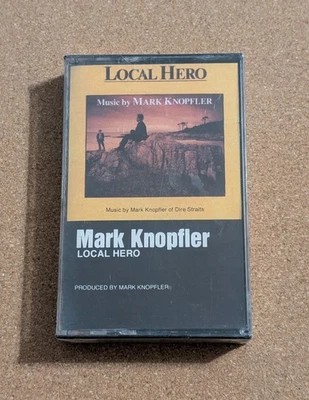 LOCAL HERO
Music by MARK KNOPFLER
Music by Mark Knopfler of Dire Straits
Mark Knopfler
LOCAL HERO
PRODUCED BY MARK KNOPFLER